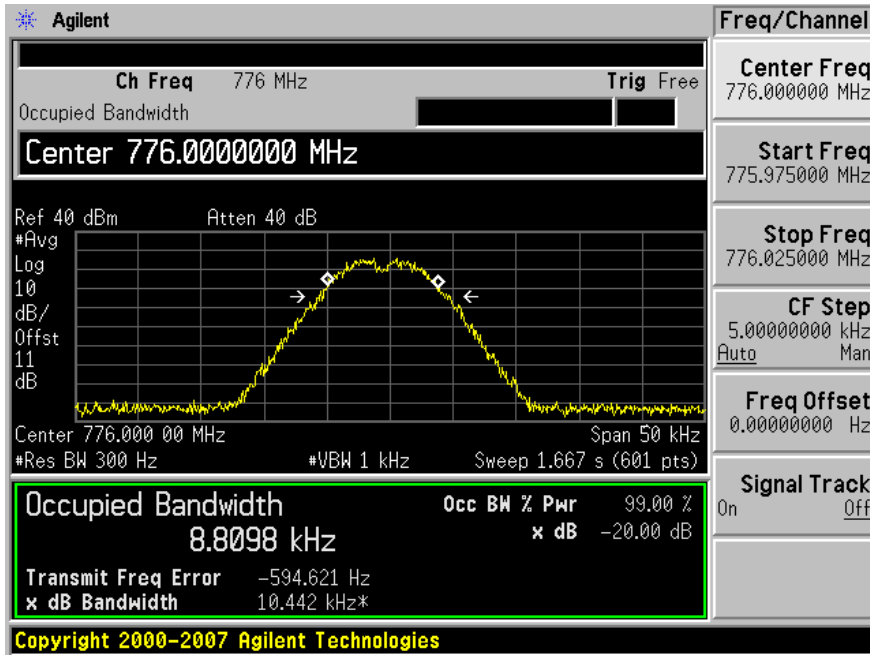 Agilent
Freq/Channel
Ch Freq 776 MHz Trig Free
Occupied Bandwidth
Center 776.0000000 MHz
Ref 40 dBm Atten 40 dB
#Avg
Log
10
dB/
Offst
11
dB
Center 776.000 00 MHz Span 50 kHz
#Res BW 300 Hz #VBW 1 kHz Sweep 1.667 s (601 pts)
Occupied Bandwidth Occ BW % Pwr 99.00 %
8.8098 kHz x dB -20.00 dB
Transmit Freq Error -594.621 Hz
x dB Bandwidth 10.442 kHz*
Center Freq
776.000000 MHz
Start Freq
775.975000 MHz
Stop Freq
776.025000 MHz
CF Step
5.00000000 kHz
Auto Man
Freq Offset
0.00000000 Hz
Signal Track
On Off
Copyright 2000-2007 Agilent Technologies